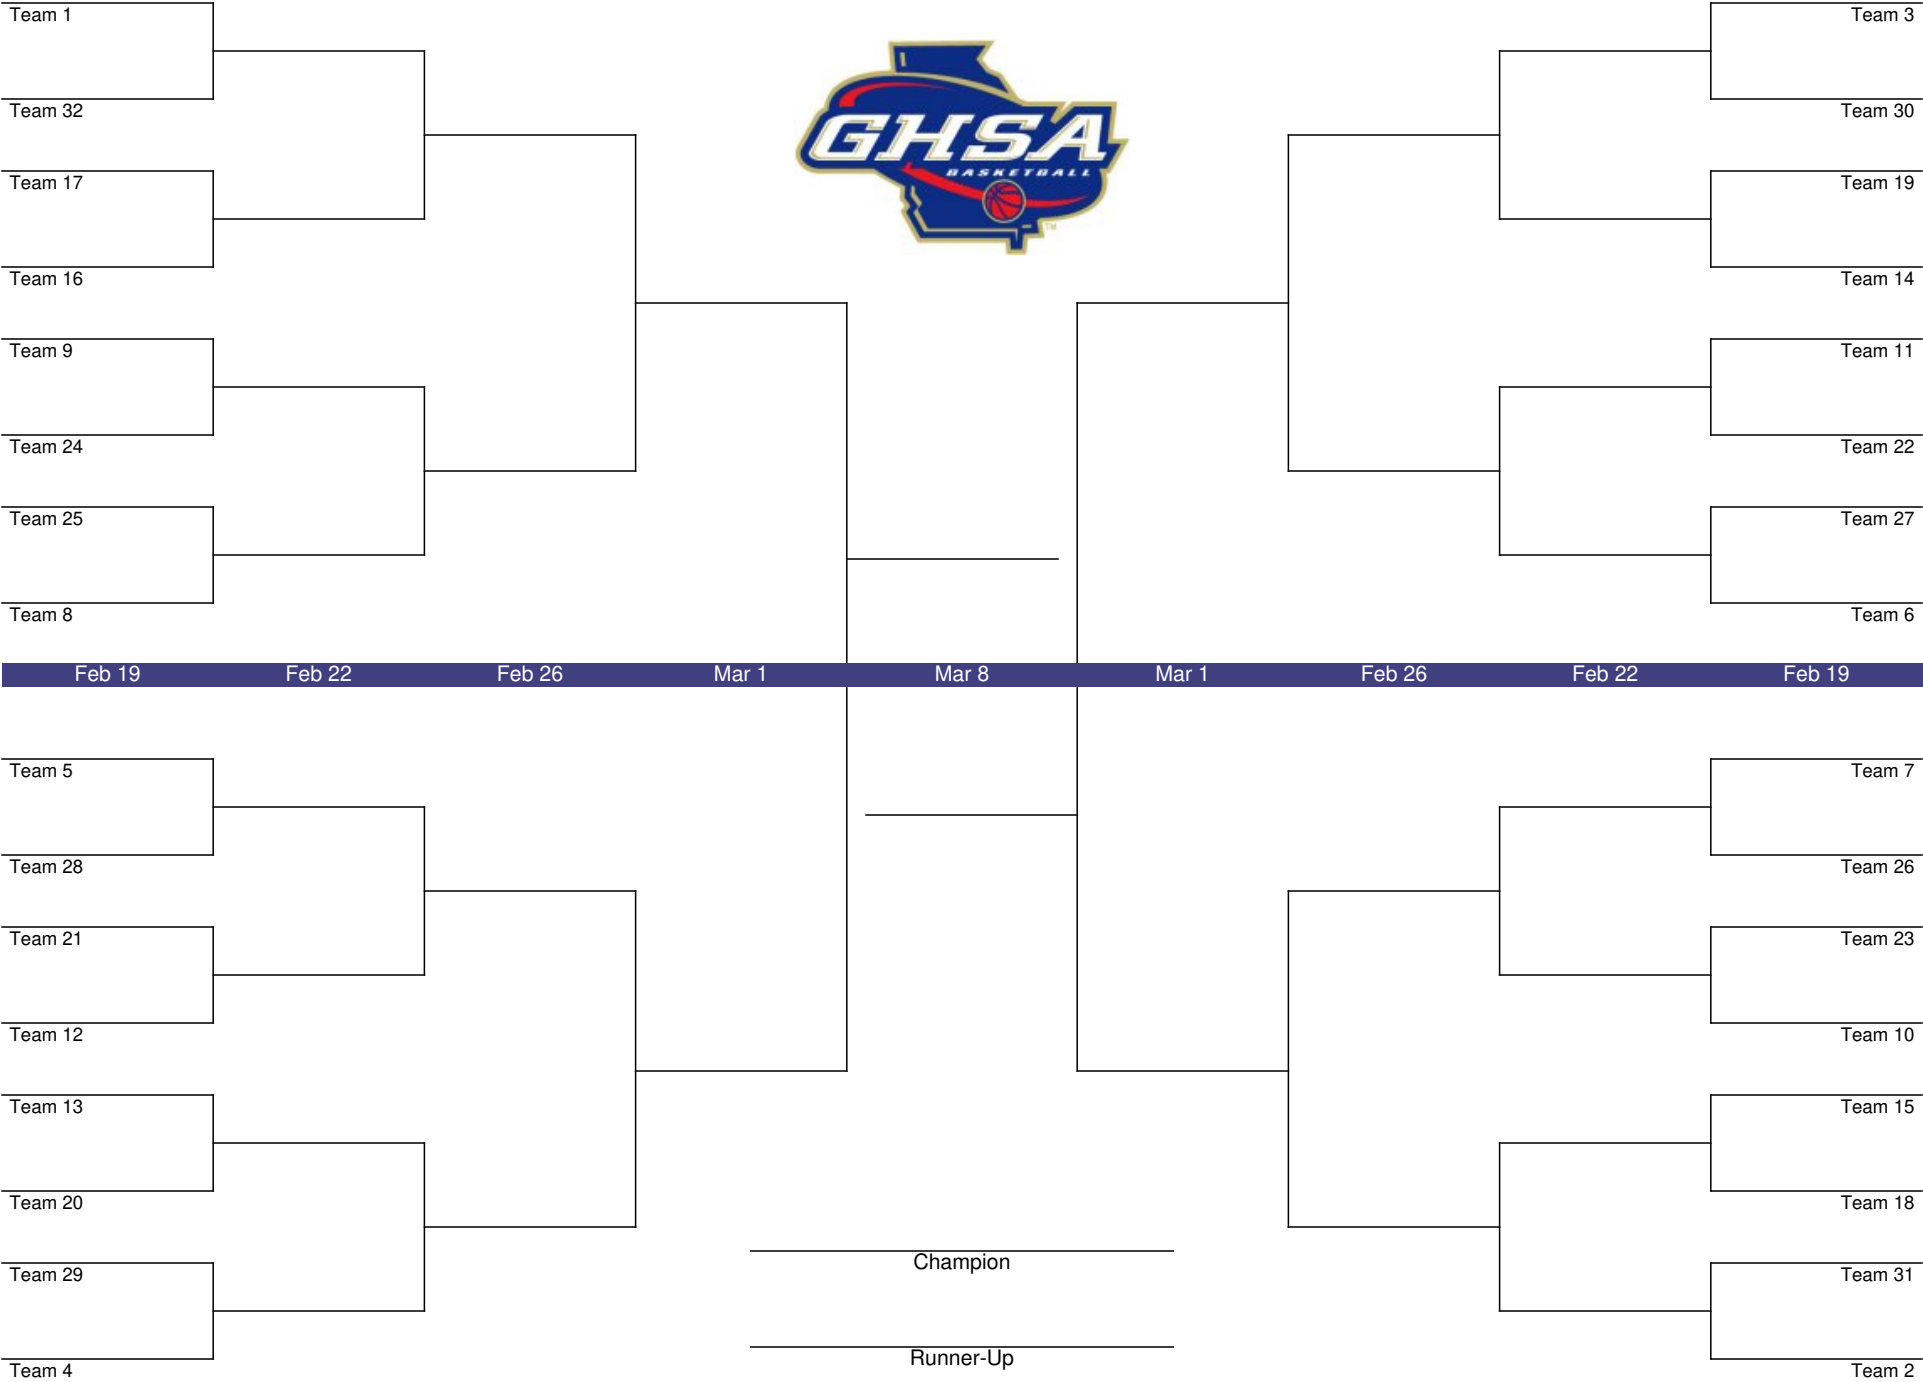 Team 1
Team 3
Team 32
Team 30
GHSA
BASKETBALL
TM
Team 17
Team 19
Team 16
Team 14
Team 9
Team 11
Team 24
Team 22
Team 25
Team 27
Team 8
Team 6
Feb 19 Feb 22 Feb 26 Mar 1 Mar 8 Mar 1 Feb 26 Feb 22 Feb 19
Team 5
Team 7
Team 28
Team 26
Team 21
Team 23
Team 12
Team 10
Team 13
Team 15
Team 20
Team 18
Champion
Team 29
Team 31
Runner-Up
Team 4
Team 2